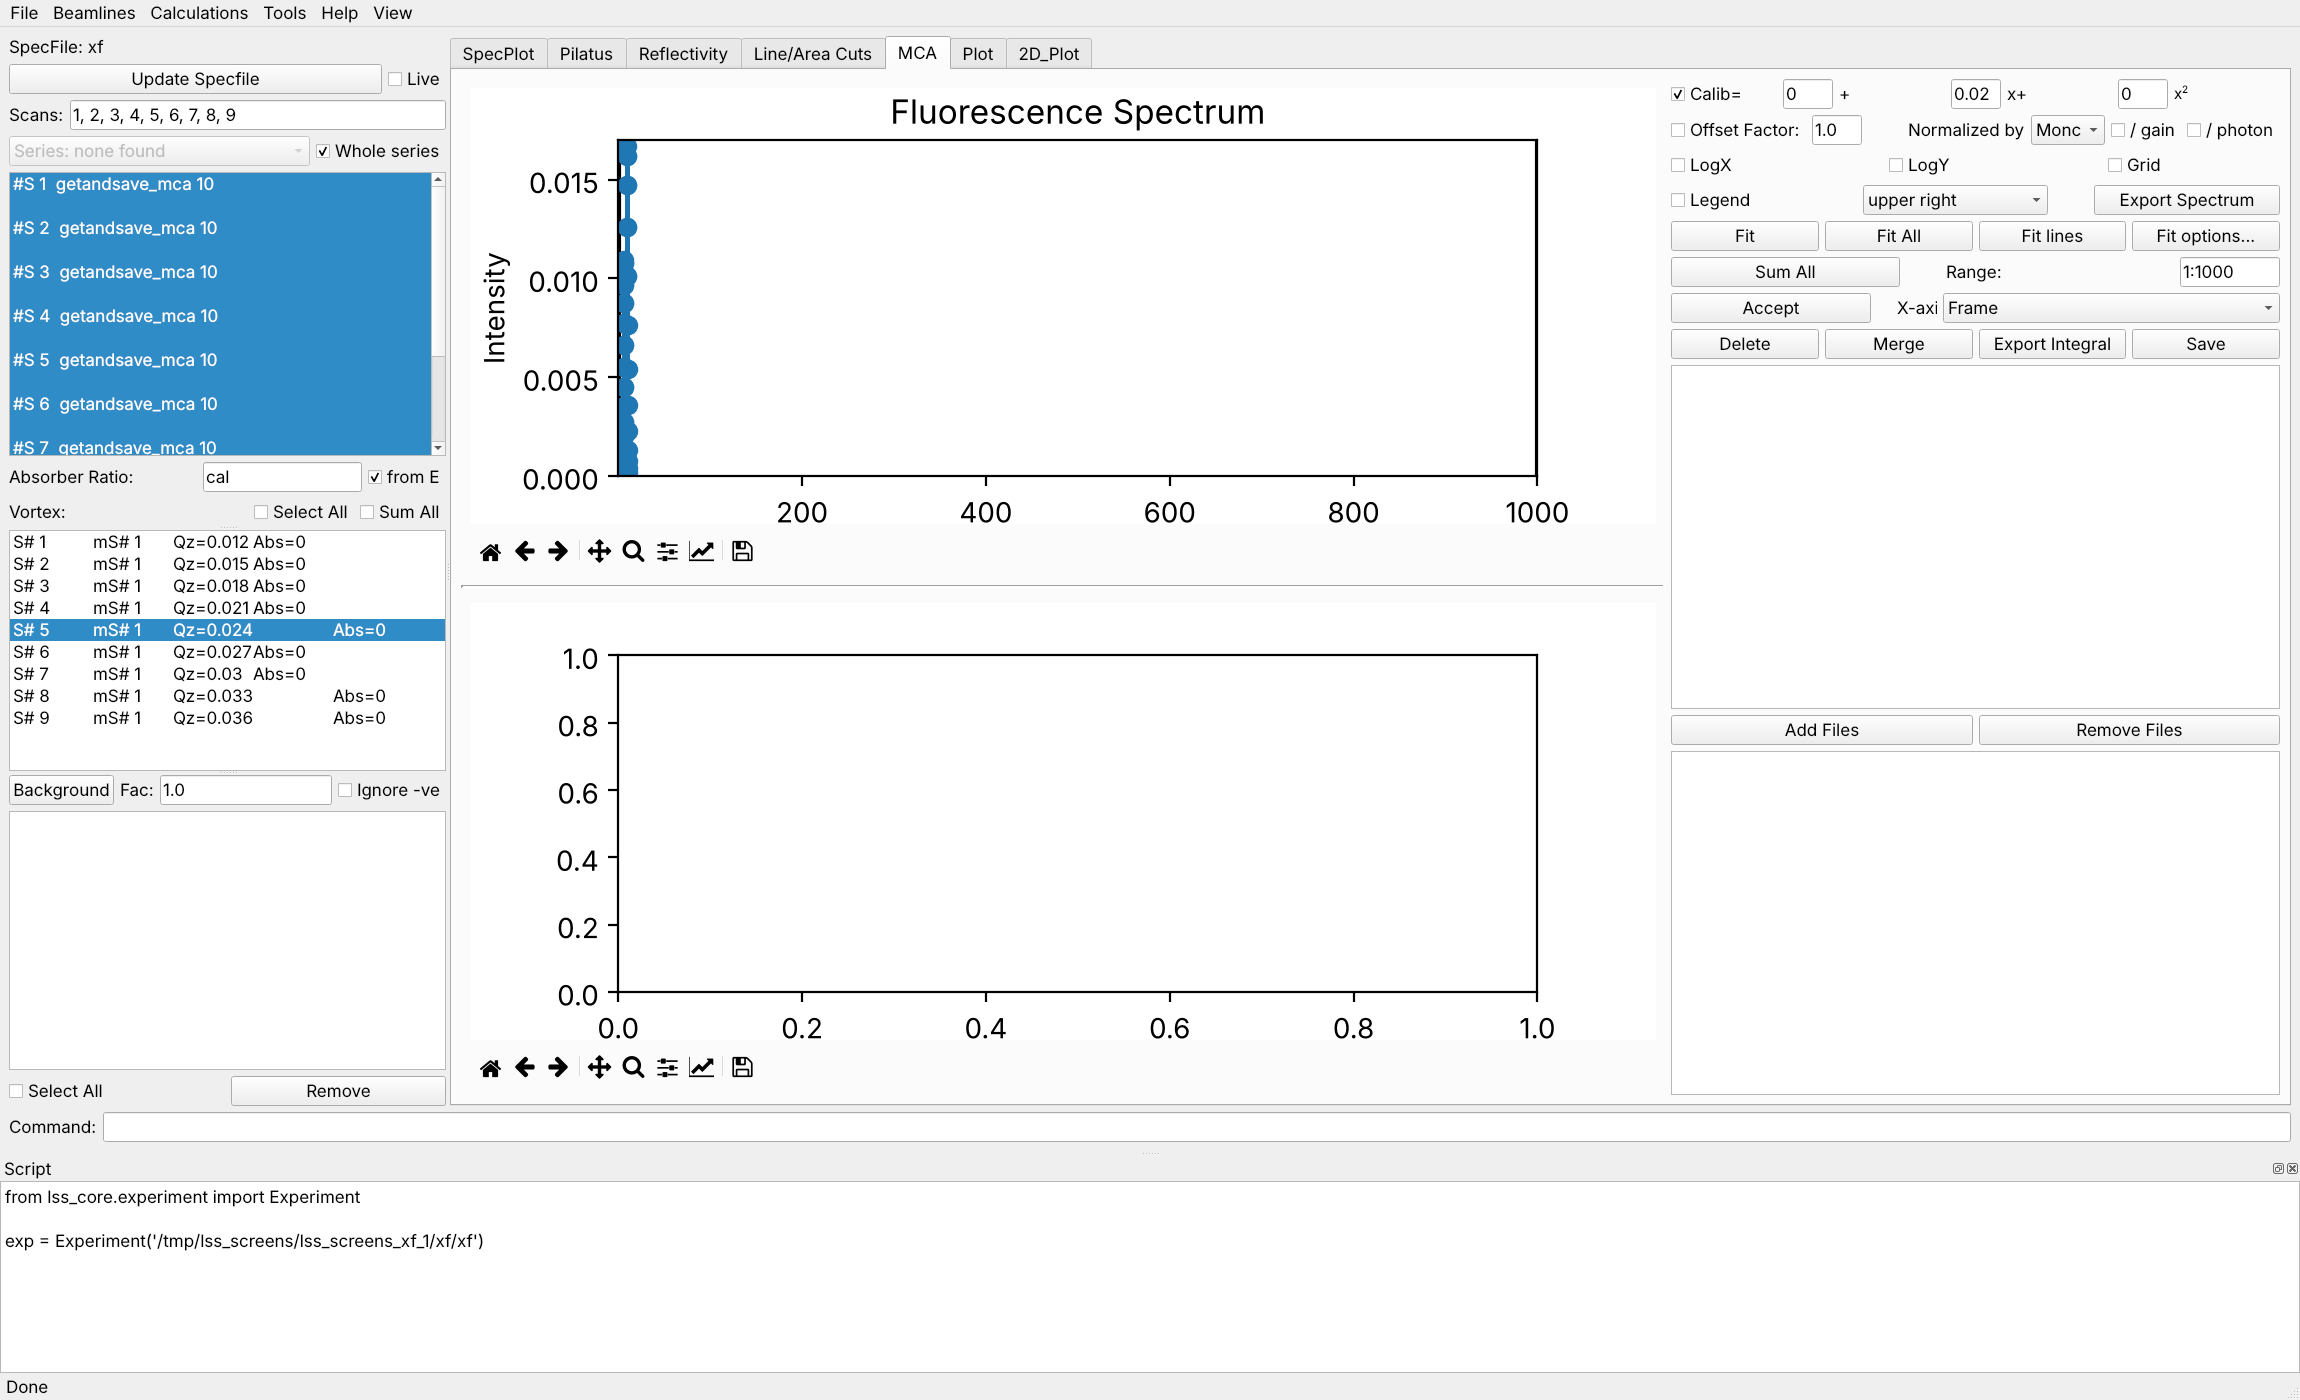 File Beamlines Calculations Tools Help View
SpecFile: xf
Update Specfile Live
Scans: 1, 2, 3, 4, 5, 6, 7, 8, 9
Series: none found Whole series
#S 1 getandsave_mca 10
#S 2 getandsave_mca 10
#S 3 getandsave_mca 10
#S 4 getandsave_mca 10
#S 5 getandsave_mca 10
#S 6 getandsave_mca 10
#S 7 getandsave_mca 10
Absorber Ratio: cal from E
Vortex: Select All Sum All
S# 1 mS# 1 Qz=0.012 Abs=0
S# 2 mS# 1 Qz=0.015 Abs=0
S# 3 mS# 1 Qz=0.018 Abs=0
S# 4 mS# 1 Qz=0.021 Abs=0
S# 5 mS# 1 Qz=0.024 Abs=0
S# 6 mS# 1 Qz=0.027 Abs=0
S# 7 mS# 1 Qz=0.03 Abs=0
S# 8 mS# 1 Qz=0.033 Abs=0
S# 9 mS# 1 Qz=0.036 Abs=0
Background Fac: 1.0 Ignore -ve
Select All Remove
SpecPlot Pilatus Reflectivity Line/Area Cuts MCA Plot 2D_Plot
Fluorescence Spectrum
Intensity
0.015
0.010
0.005
0.000
200 400 600 800 1000
1.0
0.8
0.6
0.4
0.2
0.0
0.0 0.2 0.4 0.6 0.8 1.0
Calib= 0 + 0.02 x+ 0 x²
Offset Factor: 1.0 Normalized by Monc / gain / photon
LogX LogY Grid
Legend upper right Export Spectrum
Fit Fit All Fit lines Fit options...
Sum All Range: 1:1000
Accept X-axi Frame
Delete Merge Export Integral Save
Add Files Remove Files
Command:
Script
from lss_core.experiment import Experiment
exp = Experiment('/tmp/lss_screens/lss_screens_xf_1/xf/xf')
Done